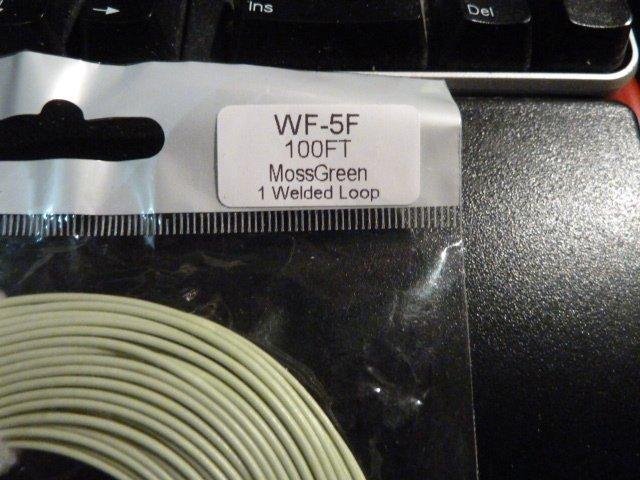 Ins
Del
WF-5F
100FT
MossGreen
1 Welded Loop